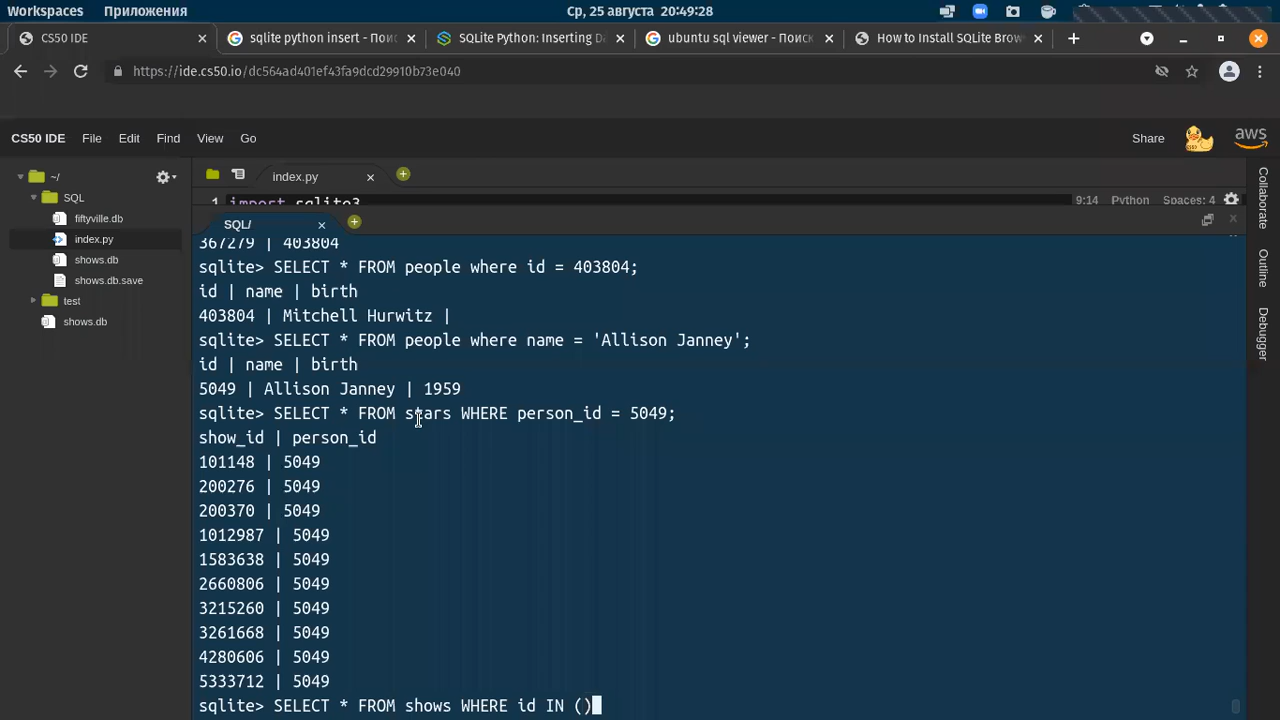 Workspaces Приложения Ср, 25 августа 20:49:28
CS50 IDE sqlite python insert - Пои SQLite Python: Inserting Da ubuntu sql viewer - Поиск How to Install SQLite Brow
https://ide.cs50.io/dc564ad401ef43fa9dcd29910b73e040
CS50 IDE File Edit Find View Go Share aws
~/ index.py
SQL 1 import sqlite3 9:14 Python Spaces: 4
fiftyville.db SQL/
index.py 367279 | 403804
shows.db sqlite> SELECT * FROM people where id = 403804;
shows.db.save id | name | birth
test 403804 | Mitchell Hurwitz |
shows.db sqlite> SELECT * FROM people where name = 'Allison Janney';
id | name | birth
5049 | Allison Janney | 1959
sqlite> SELECT * FROM stars WHERE person_id = 5049;
show_id | person_id
101148 | 5049
200276 | 5049
200370 | 5049
1012987 | 5049
1583638 | 5049
2660806 | 5049
3215260 | 5049
3261668 | 5049
4280606 | 5049
5333712 | 5049
sqlite> SELECT * FROM shows WHERE id IN ()
Collaborate
Outline
Debugger